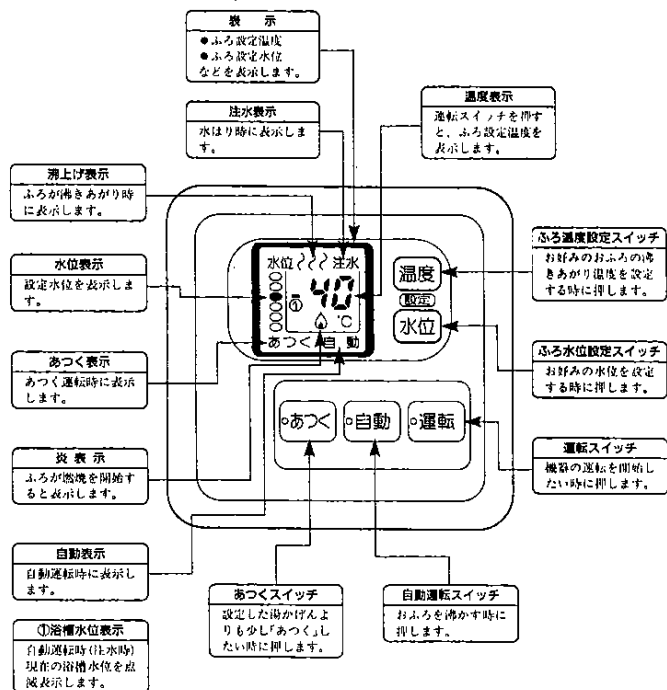 表 示
●ふろ設定温度
●ふろ設定水位
などを表示します。
注水表示
水はり時に表示しま
す。
温度表示
運転スイッチを押す
と、ふろ設定温度を
表示します。
沸上げ表示
ふろが沸きあがり時
に表示します。
水位表示
設定水位を表示しま
す。
あつく表示
あつく運転時に表示
します。
炎 表 示
ふろが燃焼を開始す
ると表示します。
自動表示
自動運転時に表示し
ます。
①浴槽水位表示
自動運転時(注水時)
現在の浴槽水位を点
滅表示します。
水位 注水
40
①
℃
あつく 自 動
温度
設定
水位
あつく 自動 運転
ふろ温度設定スイッチ
お好みのおふろの沸
きあがり温度を設定
する時に押します。
ふろ水位設定スイッチ
お好みの水位を設定
する時に押します。
運転スイッチ
機器の運転を開始し
たい時に押します。
あつくスイッチ
設定した湯かげんよ
りも少し「あつく」し
たい時に押します。
自動運転スイッチ
おふろを沸かす時に
押します。